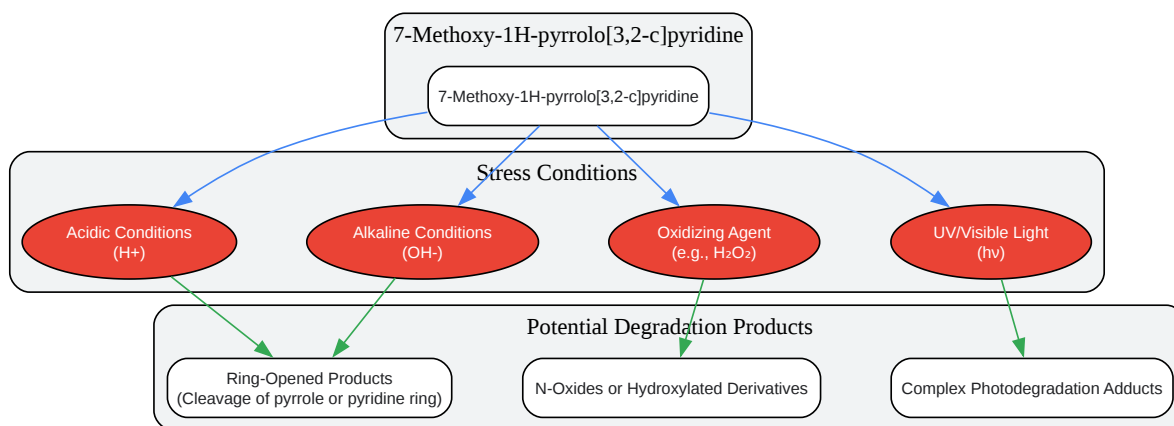 7-Methoxy-1H-pyrrolo[3,2-c]pyridine
7-Methoxy-1H-pyrrolo[3,2-c]pyridine
Stress Conditions
Acidic Conditions
(H+)
Alkaline Conditions
(OH-)
Oxidizing Agent
(e.g., H₂O₂)
UV/Visible Light
(hν)
Potential Degradation Products
Ring-Opened Products
(Cleavage of pyrrole or pyridine ring)
N-Oxides or Hydroxylated Derivatives
Complex Photodegradation Adducts